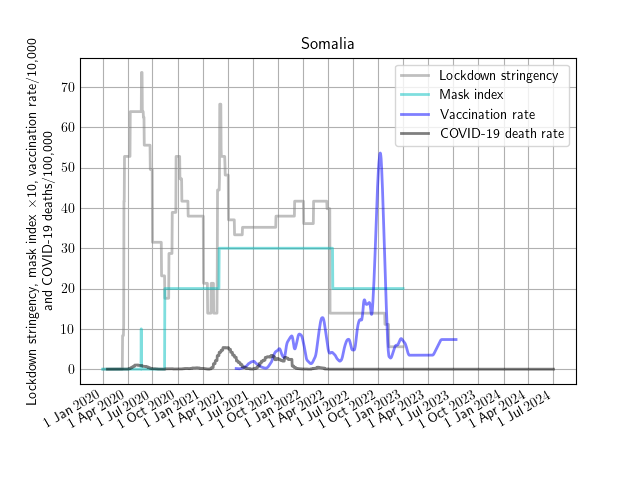 Somalia
Lockdown stringency, mask index ×10, vaccination rate/10,000
and COVID-19 deaths/100,000
70
60
50
40
30
20
10
0
Lockdown stringency
Mask index
Vaccination rate
COVID-19 death rate
1 Jan 2020
1 Apr 2020
1 Jul 2020
1 Oct 2020
1 Jan 2021
1 Apr 2021
1 Jul 2021
1 Oct 2021
1 Jan 2022
1 Apr 2022
1 Jul 2022
1 Oct 2022
1 Jan 2023
1 Apr 2023
1 Jul 2023
1 Oct 2023
1 Jan 2024
1 Apr 2024
1 Jul 2024